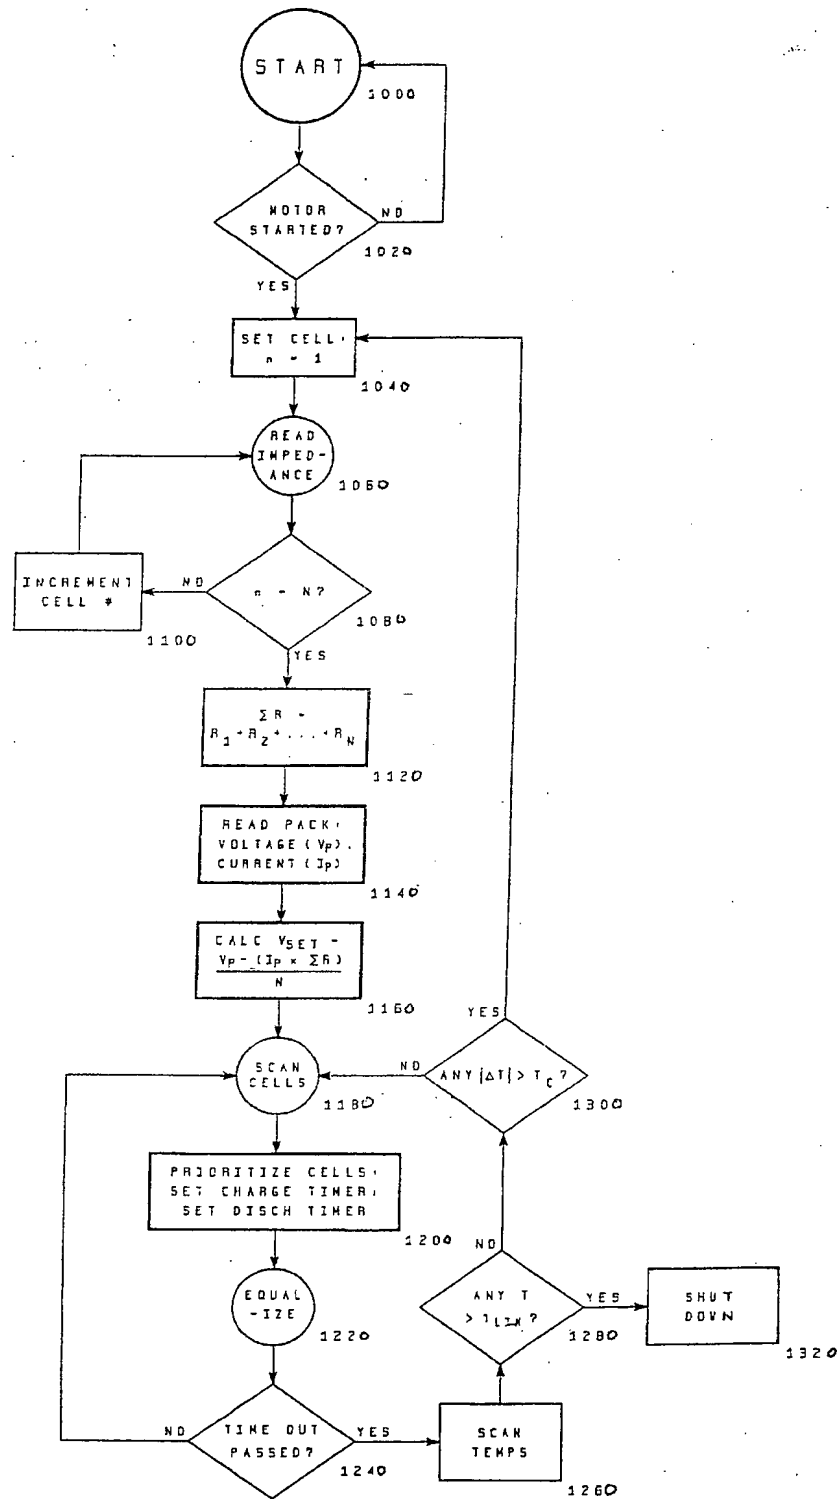 START
1000
MOTOR
STARTED?
NO
1020
YES
SET CELL:
n = 1
1040
READ
IMPED-
ANCE
1060
INCREMENT
CELL #
1100
NO
n = N?
1080
YES
ΣR =
R1+R2+...+RN
1120
READ PACK:
VOLTAGE(Vp),
CURRENT(Ip)
1140
CALC VSET =
Vp-(Ip x ΣR)
N
1160
SCAN
CELLS
1180
NO
YES
ANY |ΔT| > TC?
1300
PRIORITIZE CELLS;
SET CHARGE TIMER;
SET DISCH TIMER
1200
EQUAL
-IZE
1220
NO
ANY T
> TLIM?
1280
YES
SHUT
DOWN
1320
NO
TIME OUT
PASSED?
1240
YES
SCAN
TEMPS
1260